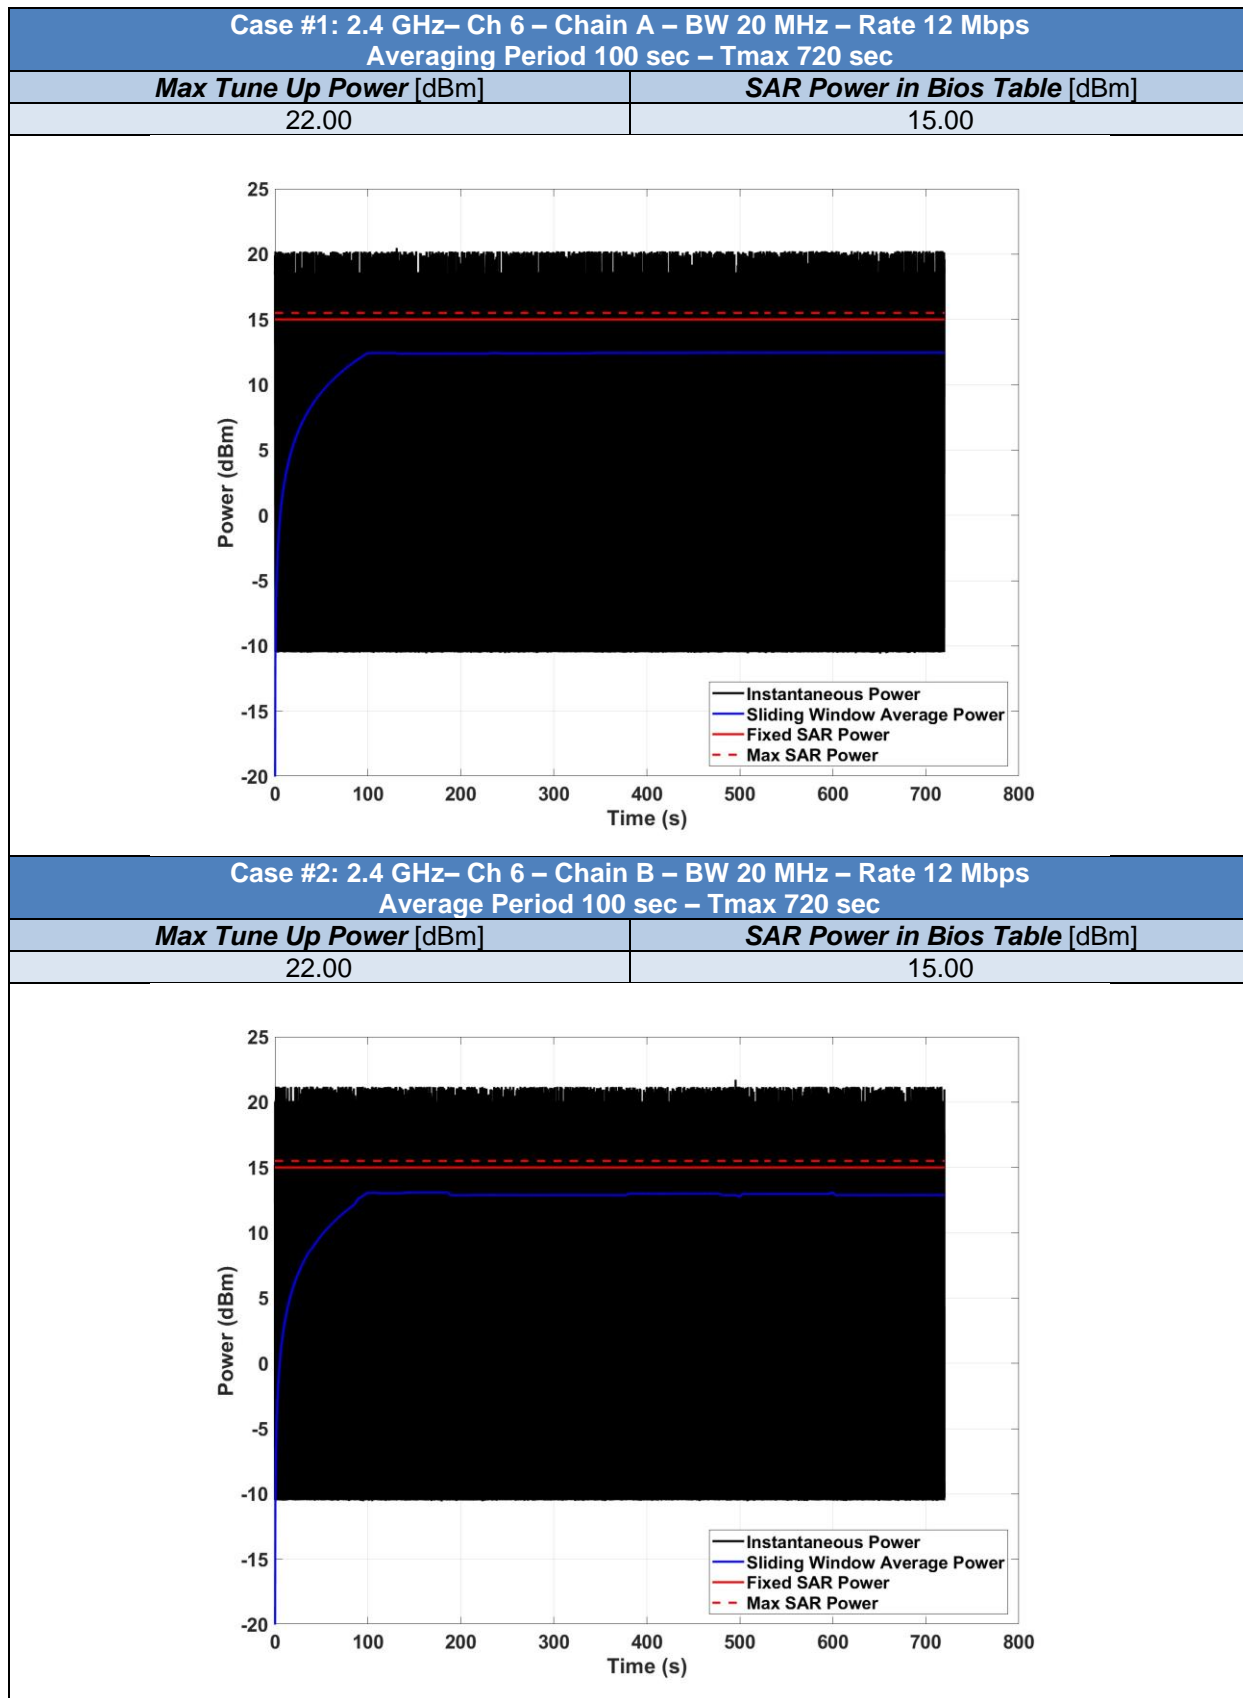 Case #1: 2.4 GHz– Ch 6 – Chain A – BW 20 MHz – Rate 12 Mbps
Averaging Period 100 sec – Tmax 720 sec
Max Tune Up Power [dBm] SAR Power in Bios Table [dBm]
22.00 15.00
25
20
15
10
5
0
-5
-10
-15
-20
Power (dBm)
Instantaneous Power
Sliding Window Average Power
Fixed SAR Power
Max SAR Power
0 100 200 300 400 500 600 700 800
Time (s)
Case #2: 2.4 GHz– Ch 6 – Chain B – BW 20 MHz – Rate 12 Mbps
Average Period 100 sec – Tmax 720 sec
Max Tune Up Power [dBm] SAR Power in Bios Table [dBm]
22.00 15.00
25
20
15
10
5
0
-5
-10
-15
-20
Power (dBm)
Instantaneous Power
Sliding Window Average Power
Fixed SAR Power
Max SAR Power
0 100 200 300 400 500 600 700 800
Time (s)